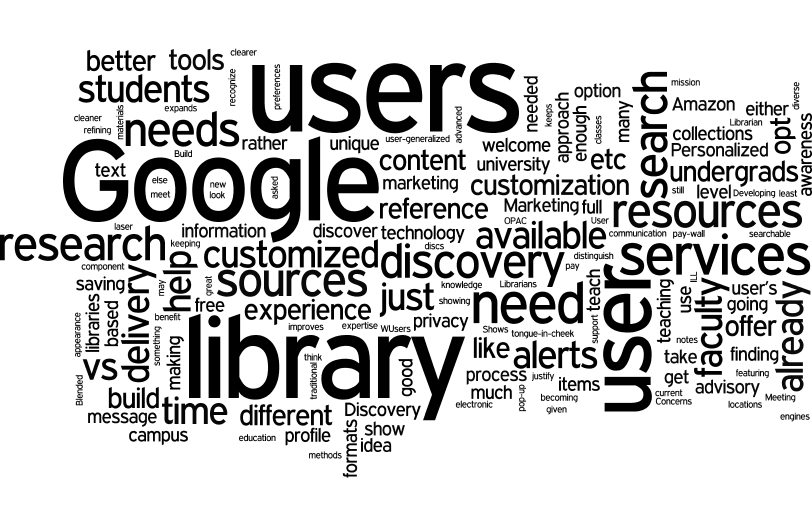 better tools clearer
students
expands
recognize
preferences
users
needed
keeps
approach
option
enough
classes
many
search
mission
Amazon
either
diverse
Librarian
opt
awareness
cleaner
refining
materials
needs
rather
unique
user-generalized
advanced
welcome
collections
Personalized
Build
Google
text
else
meet
new
look
asked
content
university
etc
undergrads
marketing
customization
still
level
Developing
least
reference
Marketing
full
resources
OPAC
User
laser
information
discover
technology
available
communication
pay-wall
searchable
research
keeping
customized
discs
discovery
distinguish
pay
services
component
saving
may
help
great
sources
knowledge
Librarians
teach
ILL
user's
appearance
libraries
based
delivery
benefit
free
experience
just
showing
need
support
user
teaching
use
faculty
going
offer
already
something
improves
expertise
WUsers
privacy
Shows
tongue-in-cheek
notes
vs
making
library
think
traditional
good
like
alerts
take
finding
Blended
process
justify
items
get
featuring
advisory
build
much
pop-up
becoming
given
current
Concerns
locations
Meeting
engines
message
time
different
Discovery
electronic
campus
education
profile
formats
show
idea
methods